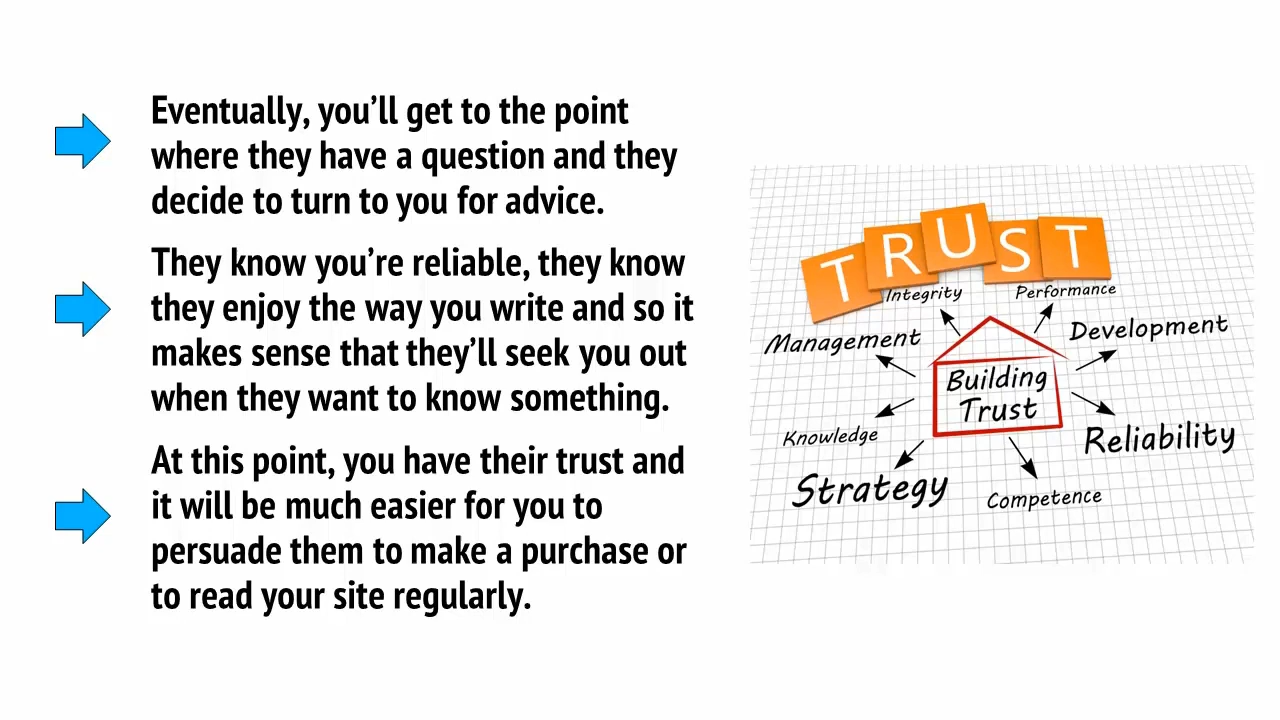 Eventually, you’ll get to the point
where they have a question and they
decide to turn to you for advice.
They know you’re reliable, they know
they enjoy the way you write and so it
makes sense that they’ll seek you out
when they want to know something.
At this point, you have their trust and
it will be much easier for you to
persuade them to make a purchase or
to read your site regularly.
TRUST
Integrity
Performance
Management
Development
Building
Trust
Knowledge
Reliability
Strategy
Competence